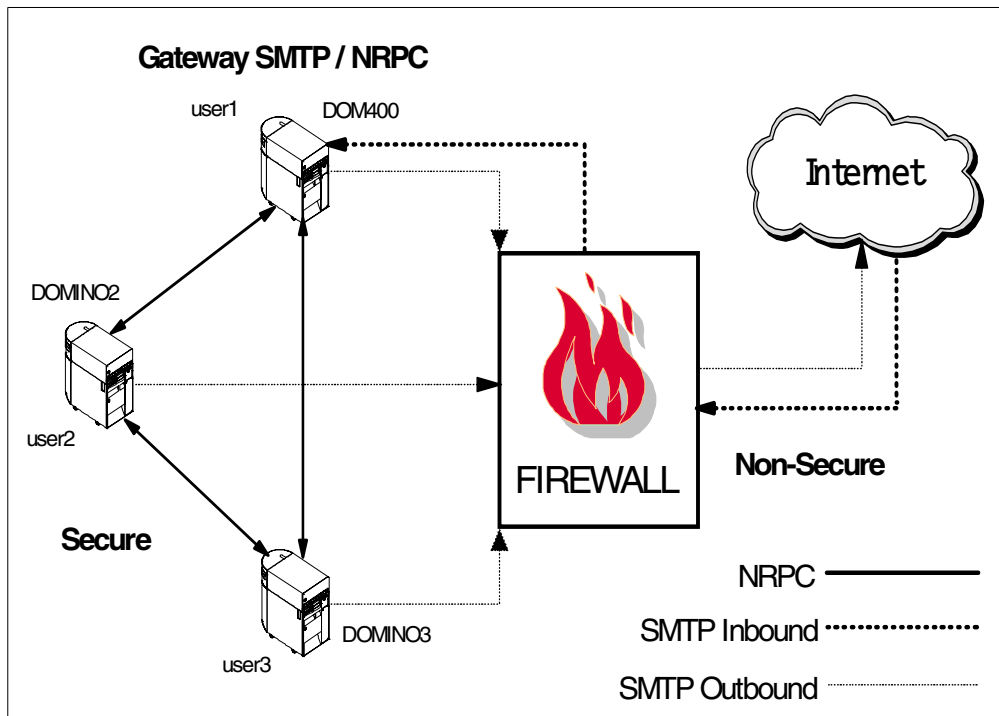 Gateway SMTP / NRPC
user1
DOM400
Internet
DOMINO2
user2
FIREWALL
Non-Secure
Secure
DOMINO3
user3
NRPC
SMTP Inbound
SMTP Outbound